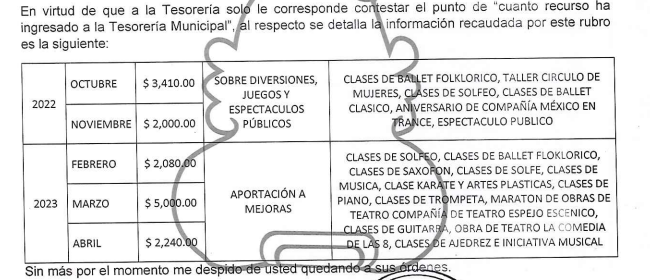 En virtud de que a la Tesorería solo le corresponde contestar el punto de "cuanto recurso ha
ingresado a la Tesorería Municipal", al respecto se detalla la información recaudada por este rubro
es la siguiente:
2022
OCTUBRE $ 3,410.00
NOVIEMBRE $ 2,000.00
SOBRE DIVERSIONES,
JUEGOS Y
ESPECTACULOS
PÚBLICOS
CLASES DE BALLET FOLKLORICO, TALLER CIRCULO DE
MUJERES, CLASES DE SOLFEO, CLASES DE BALLET
CLASICO, ANIVERSARIO DE COMPAÑÍA MÉXICO EN
TRANCE, ESPECTACULO PUBLICO
2023
FEBRERO $ 2,080.00
MARZO $ 5,000.00
ABRIL $ 2,240.00
APORTACIÓN A
MEJORAS
CLASES DE SOLFEO, CLASES DE BALLET FLOKLORICO,
CLASES DE SAXOFON, CLASES DE SOLFE, CLASES DE
MUSICA, CLASE KARATE Y ARTES PLASTICAS, CLASES DE
PIANO, CLASES DE TROMPETA, MARATON DE OBRAS DE
TEATRO COMPAÑÍA DE TEATRO ESPEJO ESCENICO,
CLASES DE GUITARRA, OBRA DE TEATRO LA COMEDIA
DE LAS 8, CLASES DE AJEDREZ E INICIATIVA MUSICAL
Sin más por el momento me despido de usted quedando a sus órdenes.